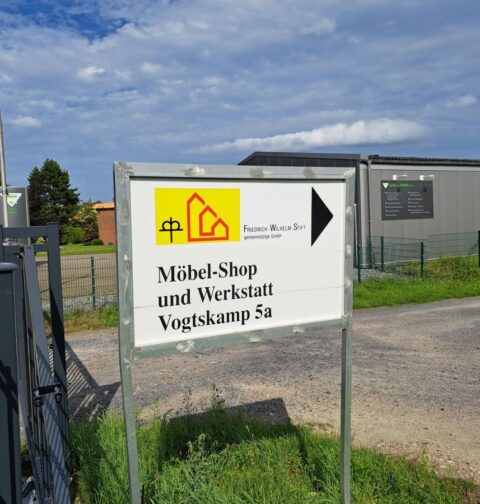 FRIEDRICH-WILHELM-STIFT
gemeinnützige GmbH
Möbel-Shop
und Werkstatt
Vogtskamp 5a